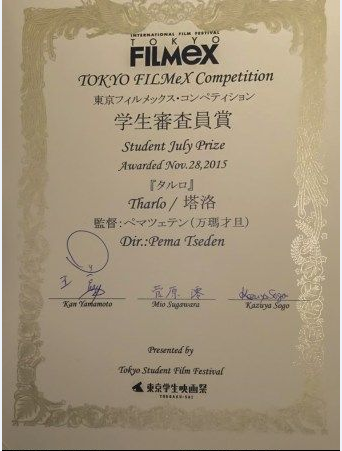 INTERNATIONAL FILM FESTIVAL
TOKYO
FILMeX
TOKYO FILMeX Competition
東京フィルメックス・コンペティション
学生審査員賞
Student July Prize
Awarded Nov.28,2015
『タルロ』
Tharlo / 塔洛
監督:ペマツェテン(万瑪才旦)
Dir.:Pema Tseden
菅原 澪 Kazuya Sogo
Kan Yamamoto Mio Sugawara Kazuya Sogo
Presented by
Tokyo Student Film Festival
東京学生映画祭
TOUGAKU-SAI